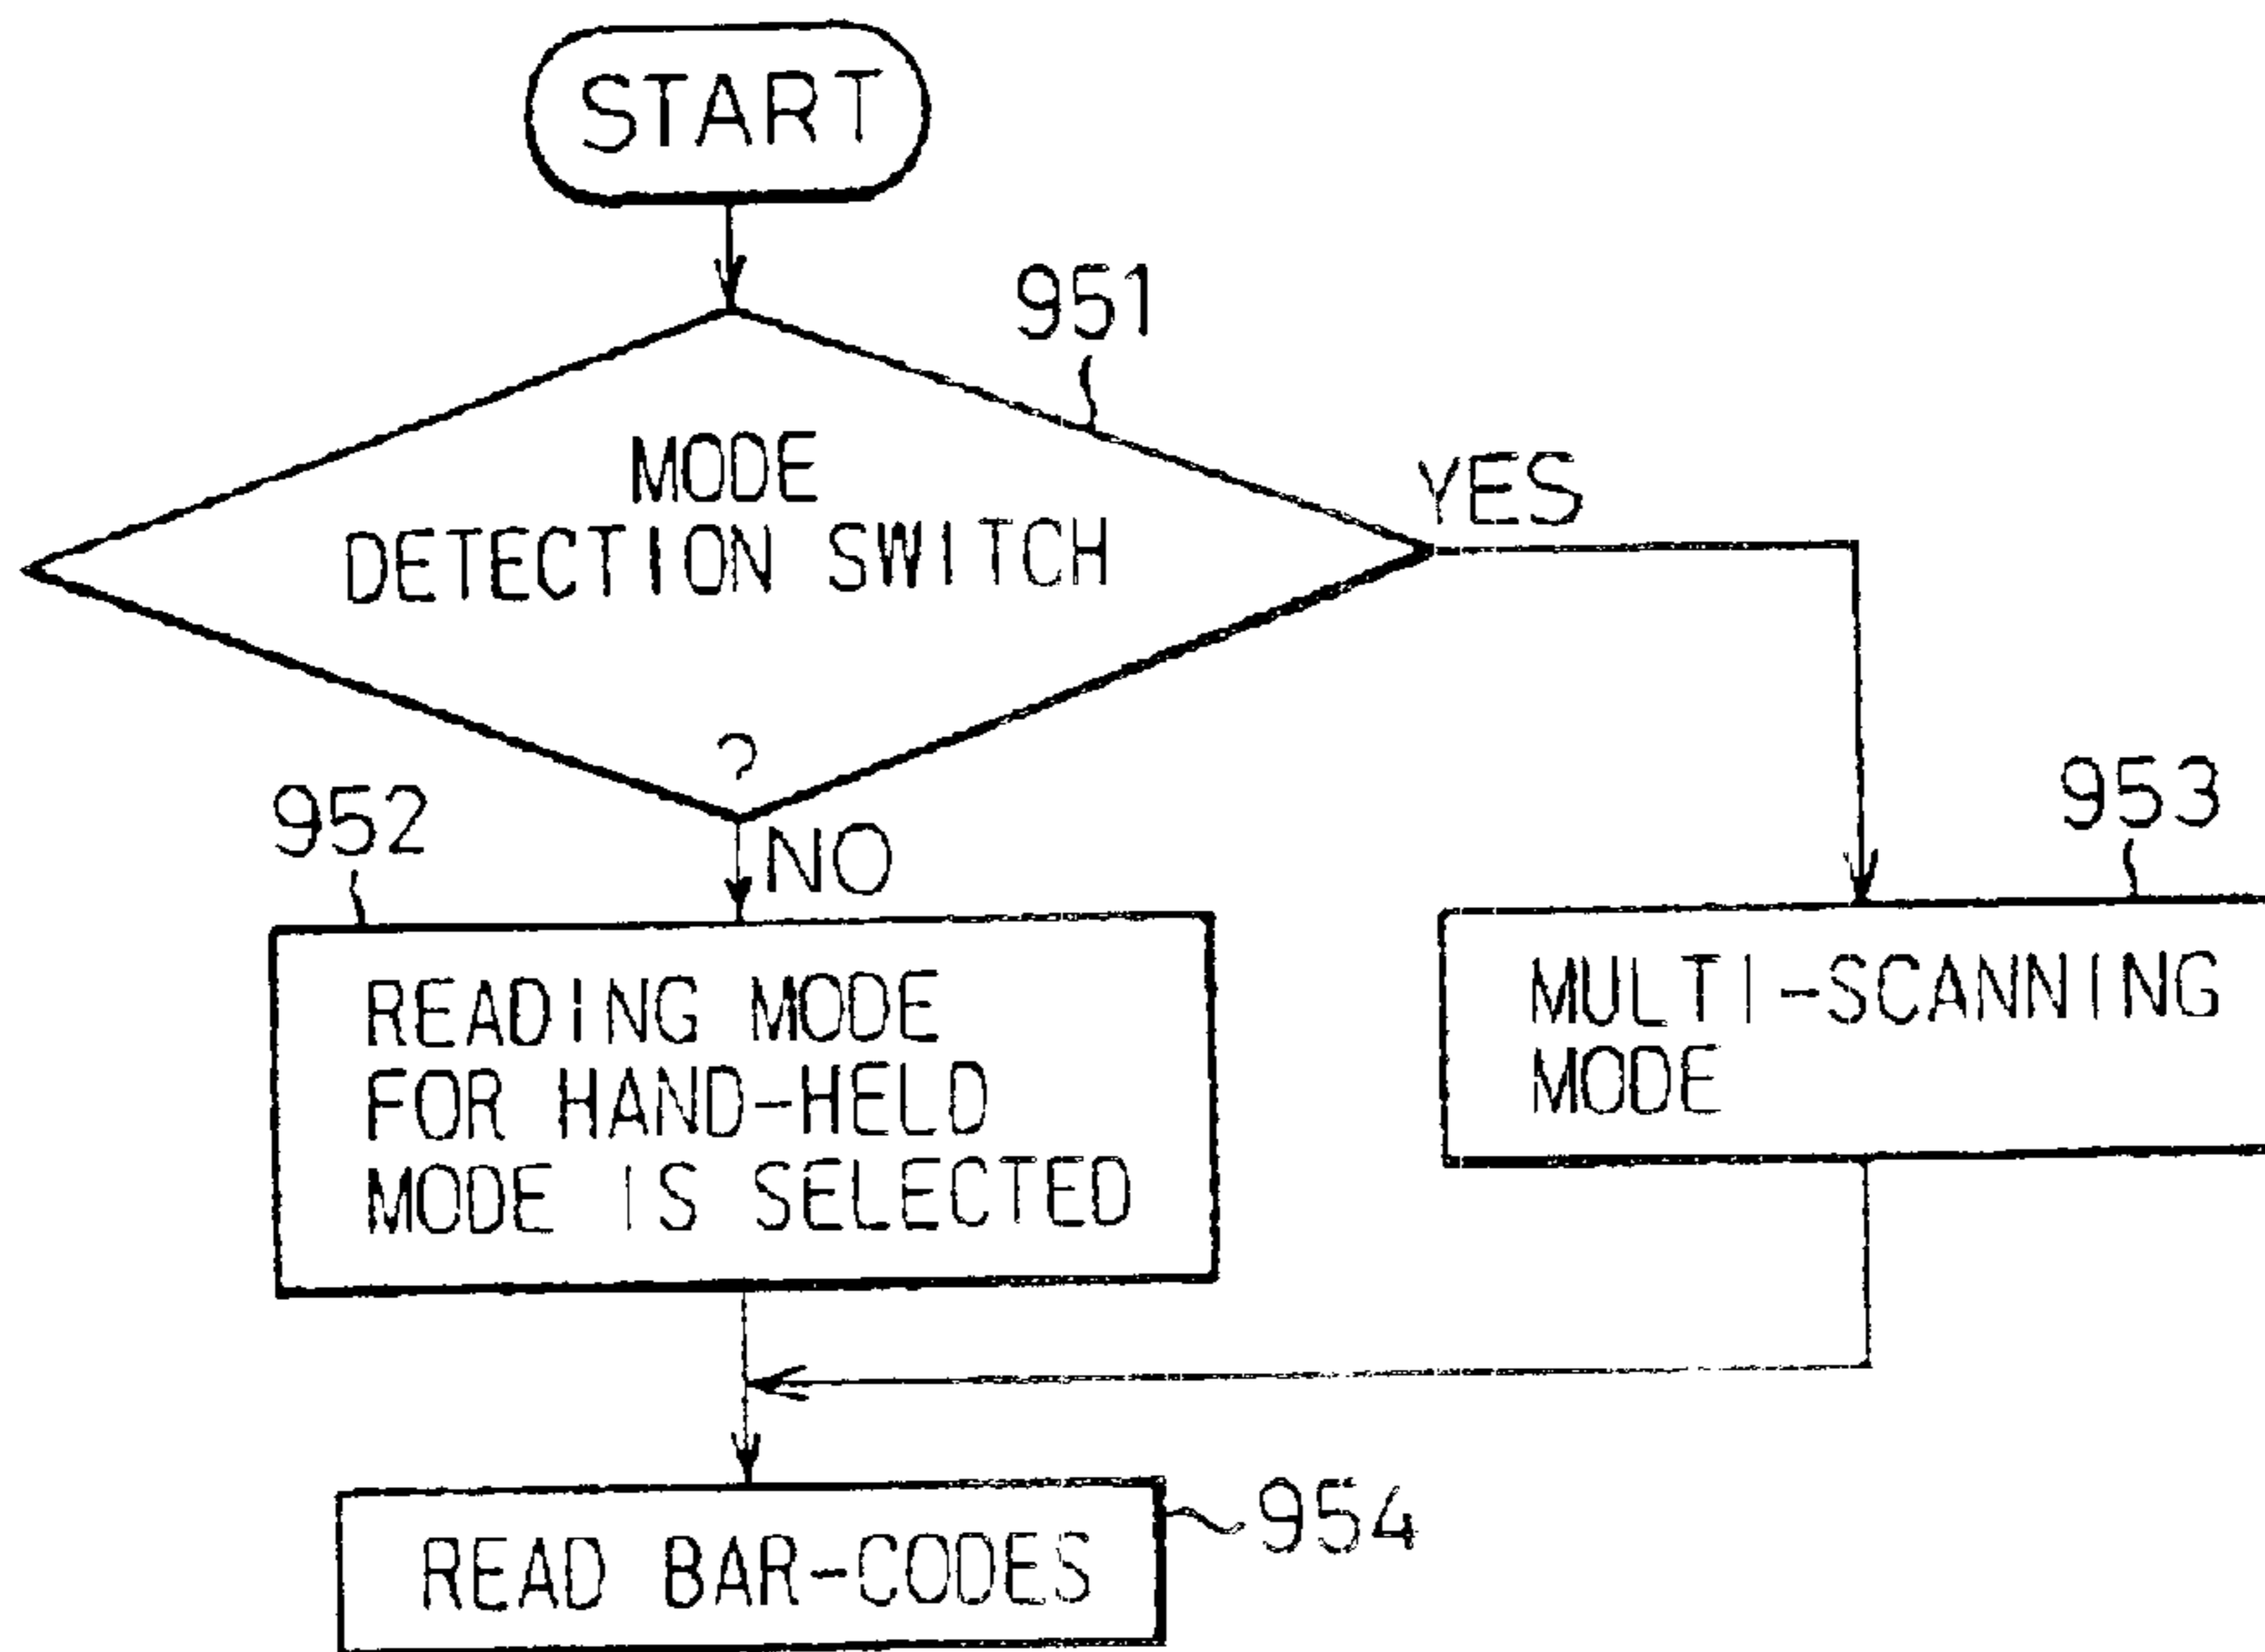 START
951
MODE
DETECTION SWITCH
?
YES
NO
952
READING MODE
FOR HAND-HELD
MODE IS SELECTED
953
MULTI-SCANNING
MODE
READ BAR-CODES
954